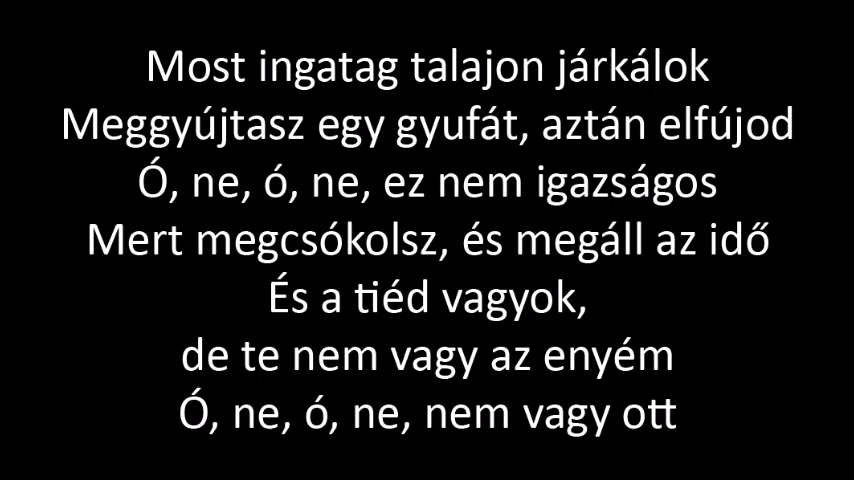 Most ingatag talajon járkálok
Meggyújtasz egy gyufát, aztán elfújod
Ó, ne, ó, ne, ez nem igazságos
Mert megcsókolsz, és megáll az idő
És a tiéd vagyok,
de te nem vagy az enyém
Ó, ne, ó, ne, nem vagy ott